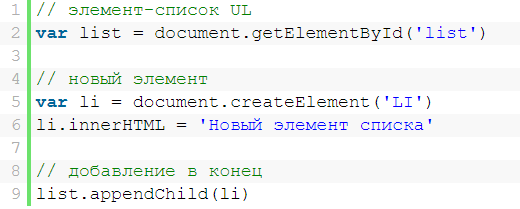 1 // элемент-список UL
2 var list = document.getElementById('list')
3
4 // новый элемент
5 var li = document.createElement('LI')
6 li.innerHTML = 'Новый элемент списка'
7
8 // добавление в конец
9 list.appendChild(li)